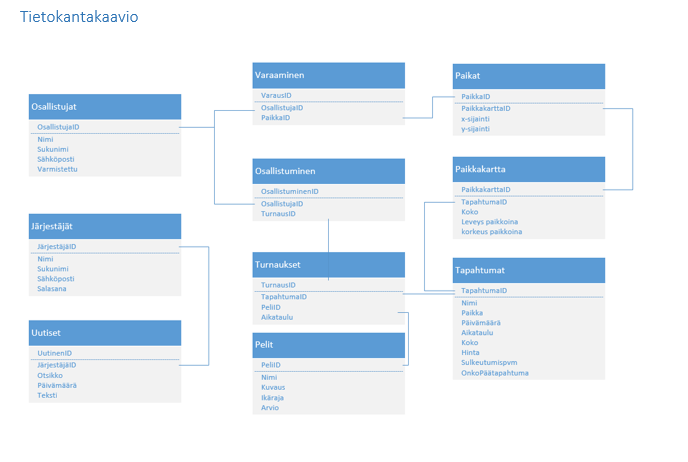 Tietokantakaavio
Osallistujat
OsallistujaID
Nimi
Sukunimi
Sähköposti
Varmistettu
Järjestäjät
JärjestäjäID
Nimi
Sukunimi
Sähköposti
Salasana
Uutiset
UutinenID
JärjestäjäID
Otsikko
Päivämäärä
Teksti
Varaaminen
VarausID
OsallistujaID
PaikkaID
Osallistuminen
OsallistuminenID
OsallistujaID
TurnausID
Turnaukset
TurnausID
TapahtumaID
PeliID
Aikataulu
Pelit
PeliID
Nimi
Kuvaus
Ikäraja
Arvio
Paikat
PaikkaID
PaikkakarttaID
x-sijainti
y-sijainti
Paikkakartta
PaikkakarttaID
TapahtumaID
Koko
Leveys paikkoina
korkeus paikkoina
Tapahtumat
TapahtumaID
Nimi
Paikka
Päivämäärä
Aikataulu
Koko
Hinta
Sulkeutumispvm
OnkoPäätapahtuma